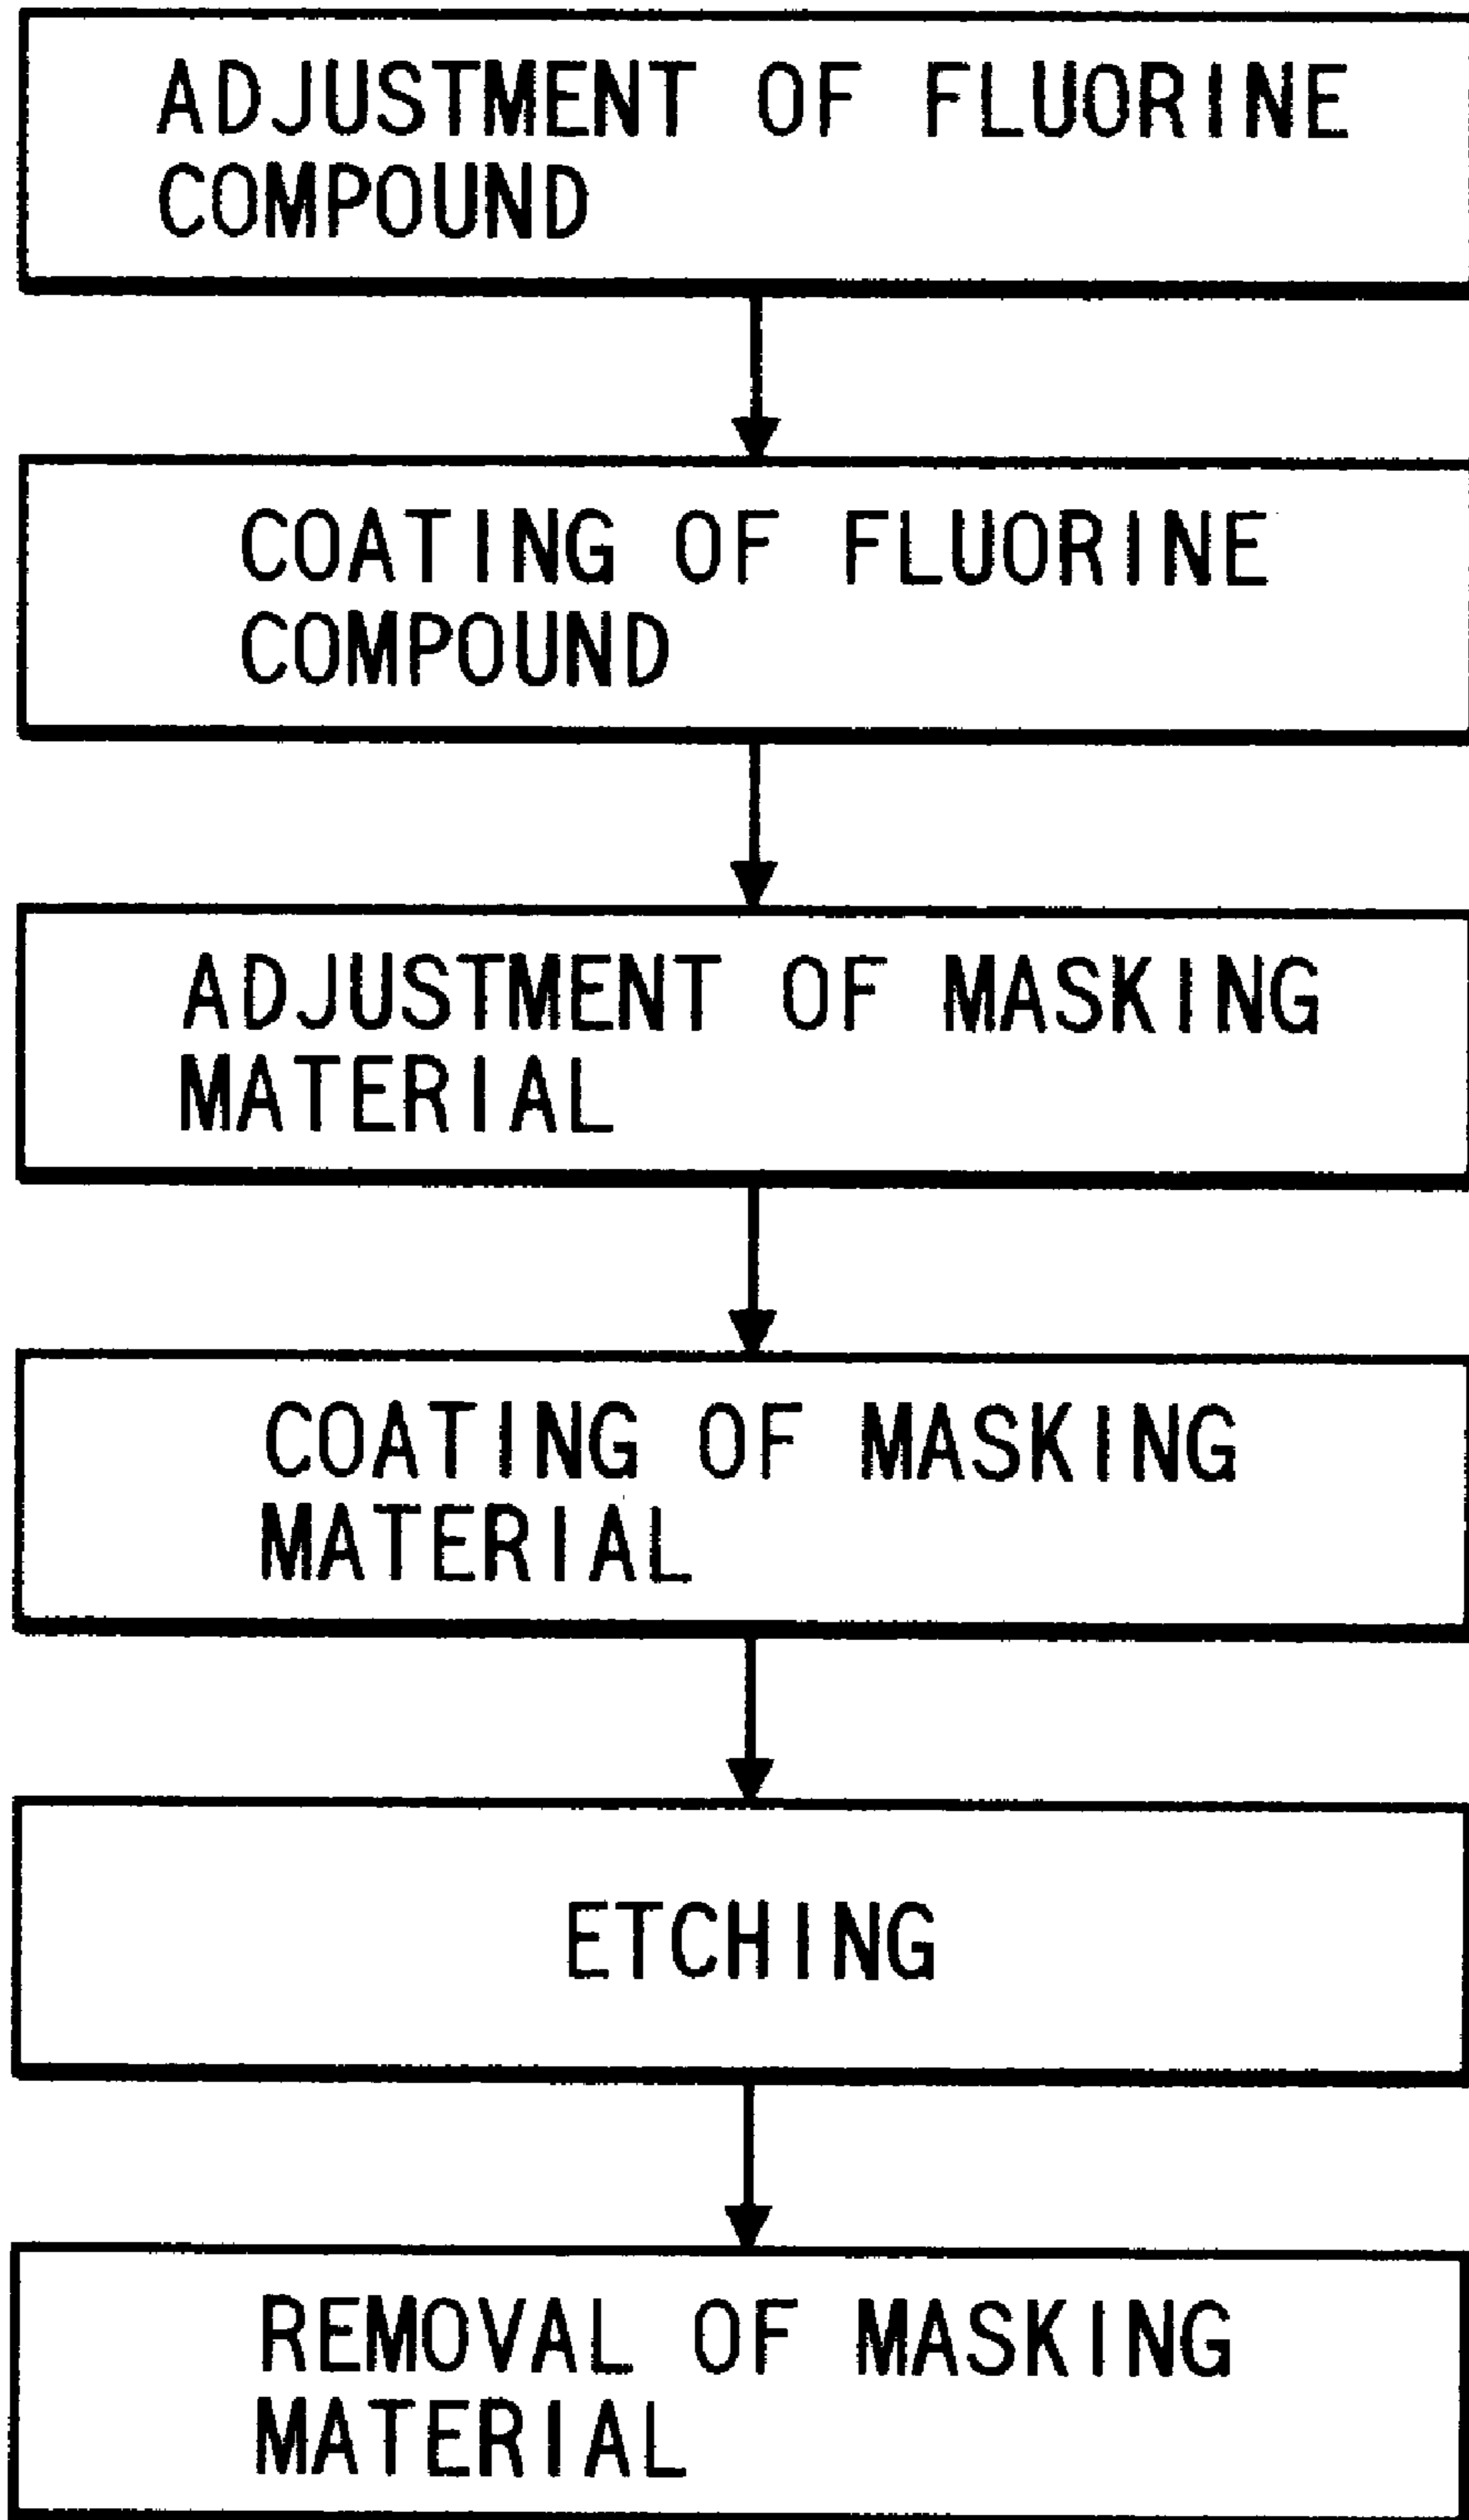 ADJUSTMENT OF FLUORINE
COMPOUND
COATING OF FLUORINE
COMPOUND
ADJUSTMENT OF MASKING
MATERIAL
COATING OF MASKING
MATERIAL
ETCHING
REMOVAL OF MASKING
MATERIAL